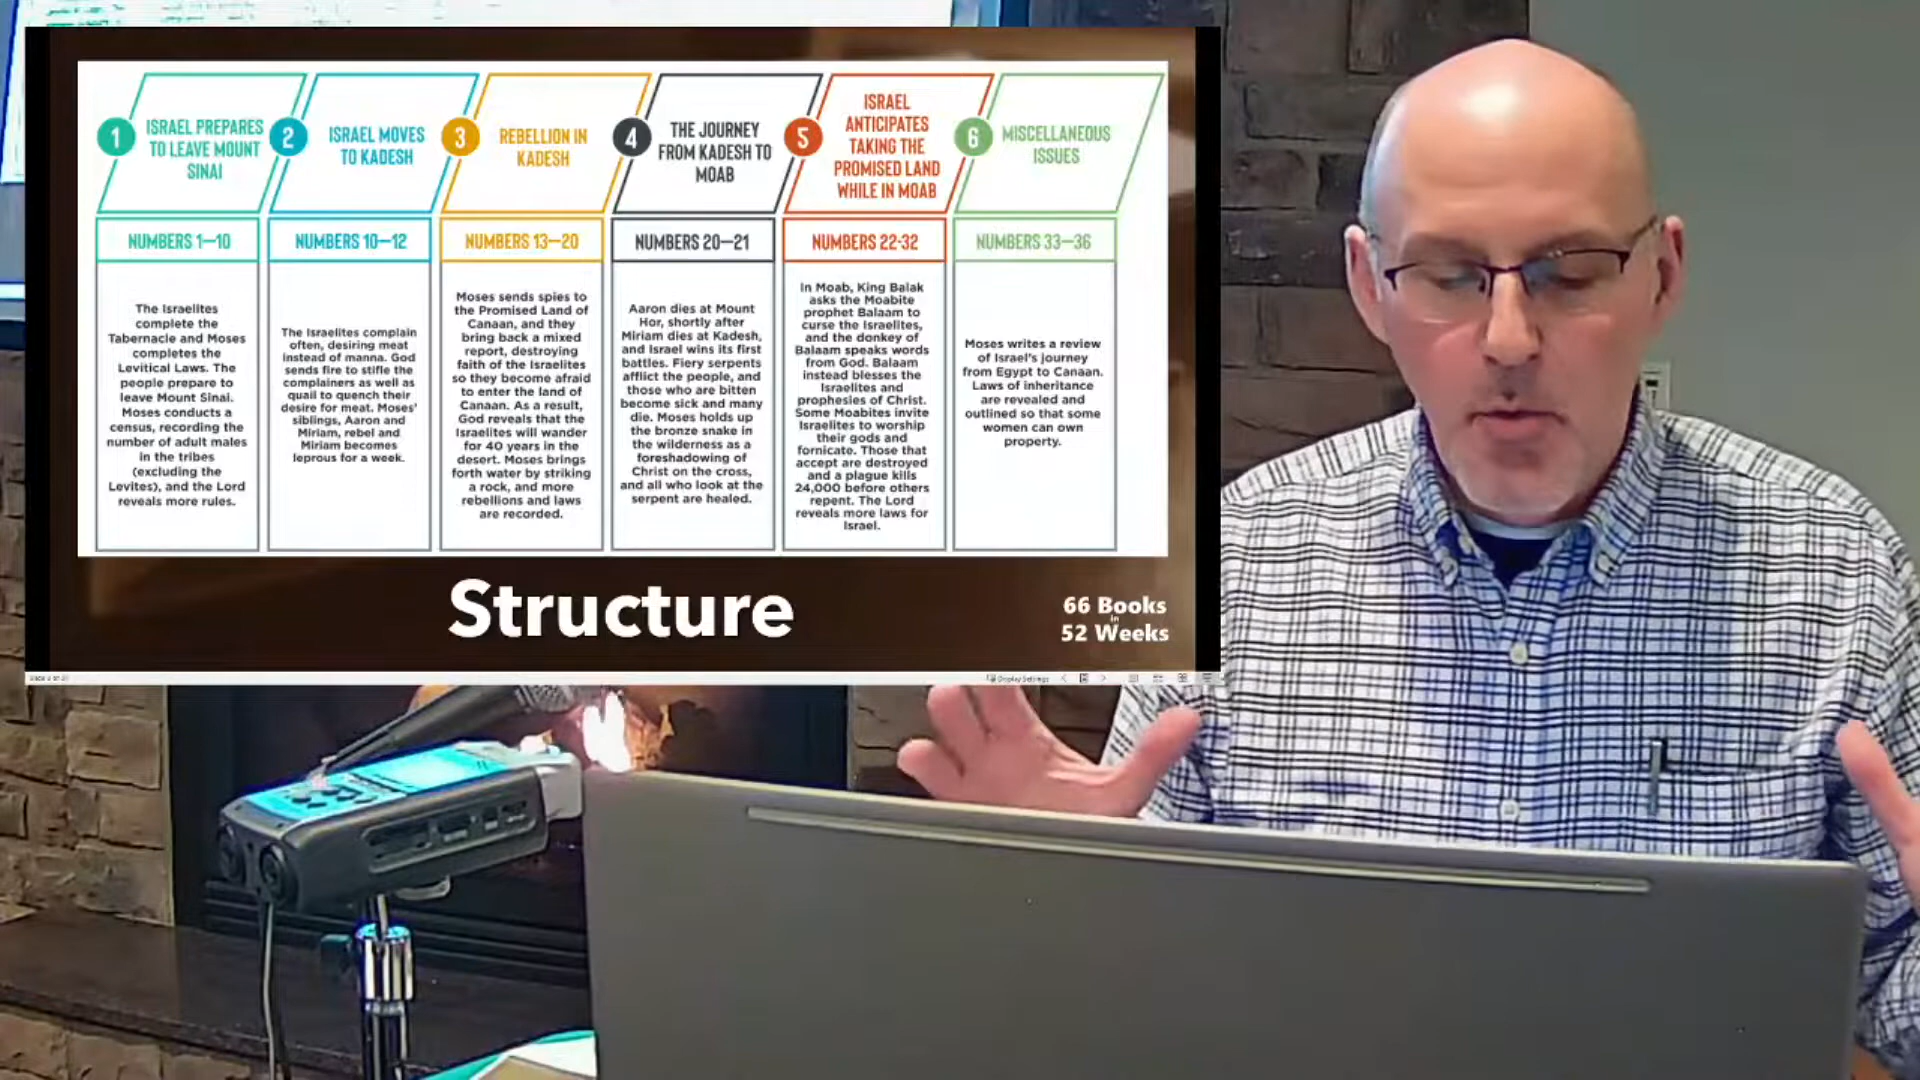 1
ISRAEL PREPARES
TO LEAVE MOUNT
SINAI
NUMBERS 1—10
The Israelites
complete the
Tabernacle and Moses
completes the
Levitical Laws. The
people prepare to
leave Mount Sinai.
Moses conducts a
census, recording the
number of adult males
in the tribes
(excluding the
Levites), and the Lord
reveals more rules.
2
ISRAEL MOVES
TO KADESH
NUMBERS 10—12
The Israelites complain
often, desiring meat
instead of manna. God
sends fire to stifle the
complainers as well as
quail to quench their
desire for meat. Moses'
siblings, Aaron and
Miriam, rebel and
Miriam becomes
leprous for a week.
3
REBELLION IN
KADESH
NUMBERS 13—20
Moses sends spies to
the Promised Land of
Canaan, and they
bring back a mixed
report, destroying
faith of the Israelites
so they become afraid
to enter the land of
Canaan. As a result,
God reveals that the
Israelites will wander
for 40 years in the
desert. Moses brings
forth water by striking
a rock, and more
rebellions and laws
are recorded.
4
THE JOURNEY
FROM KADESH TO
MOAB
NUMBERS 20—21
Aaron dies at Mount
Hor, shortly after
Miriam dies at Kadesh,
and Israel wins its first
battles. Fiery serpents
afflict the people, and
those who are bitten
become sick and many
die. Moses holds up
the bronze snake in
the wilderness as a
foreshadowing of
Christ on the cross,
and all who look at the
serpent are healed.
5
ISRAEL
ANTICIPATES
TAKING THE
PROMISED LAND
WHILE IN MOAB
NUMBERS 22-32
In Moab, King Balak
asks the Moabite
prophet Balaam to
curse the Israelites,
and the donkey of
Balaam speaks words
from God. Balaam
instead blesses the
Israelites and
prophesies of Christ.
Some Moabites invite
Israelites to worship
their gods and
fornicate. Those that
accept are destroyed
and a plague kills
24,000 before others
repent. The Lord
reveals more laws for
Israel.
6
MISCELLANEOUS
ISSUES
NUMBERS 33—36
Moses writes a review
of Israel's journey
from Egypt to Canaan.
Laws of inheritance
are revealed and
outlined so that some
women can own
property.
Structure
66 Books
in
52 Weeks
Display Settings